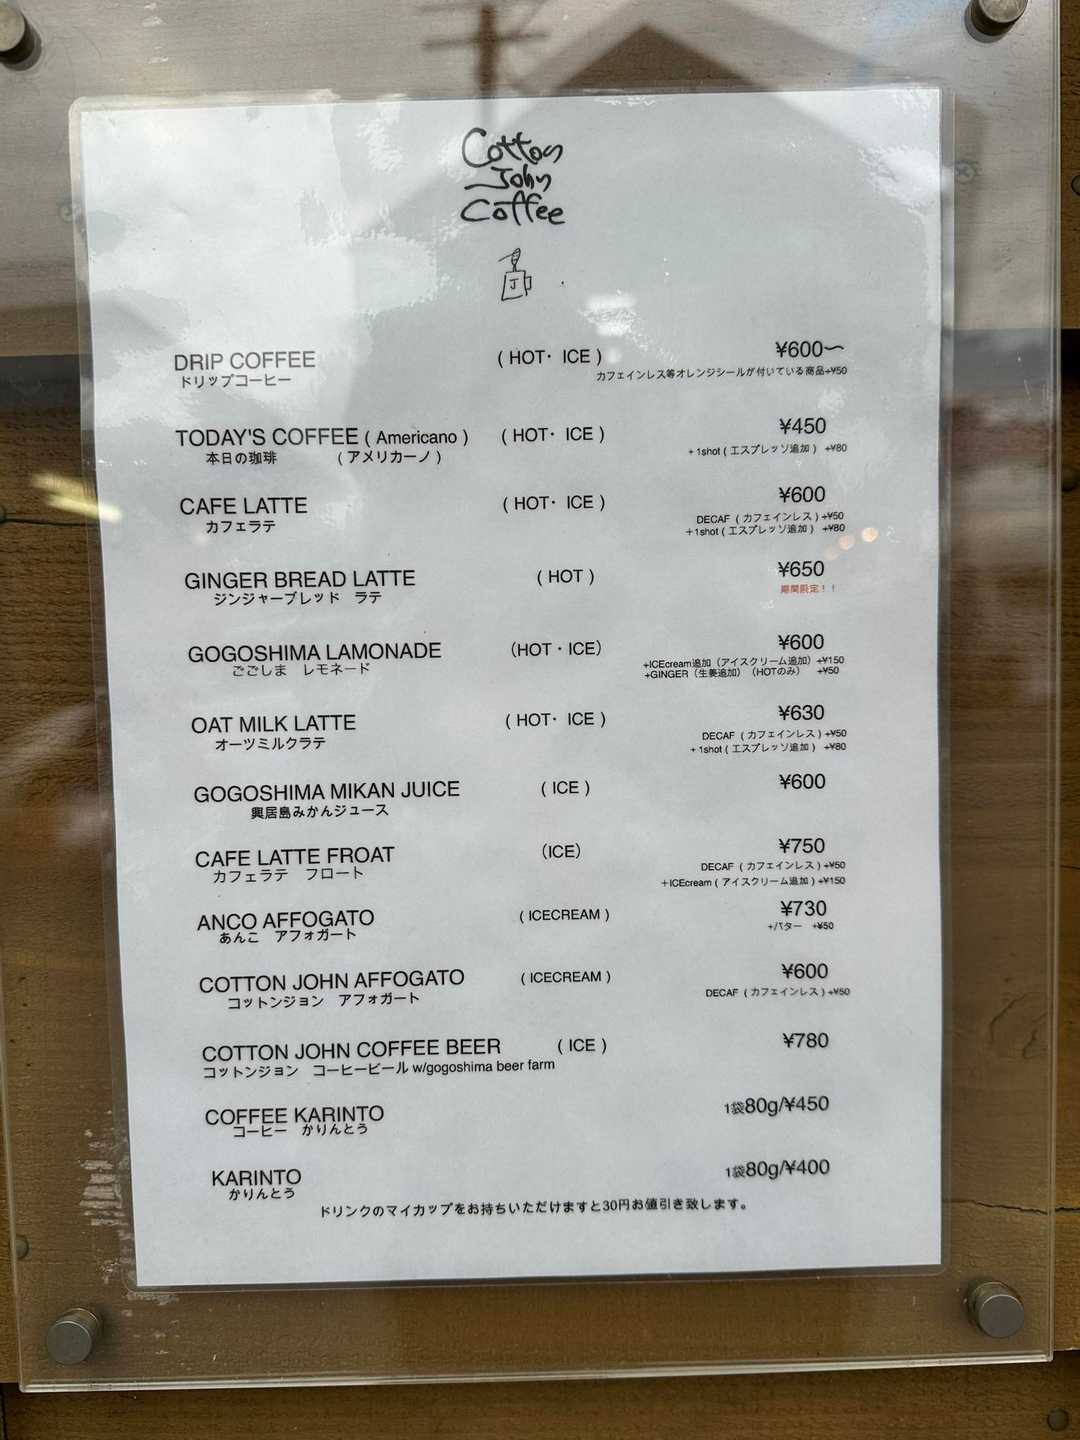 Cotton
John
Coffee
J
DRIP COFFEE ( HOT・ ICE ) ¥600〜
ドリップコーヒー カフェインレス等オレンジシールが付いている商品+¥50
TODAY'S COFFEE ( Americano ) ( HOT・ ICE ) ¥450
本日の珈琲 ( アメリカーノ ) + 1shot ( エスプレッソ追加 ) +¥80
CAFE LATTE ( HOT・ ICE ) ¥600
カフェラテ DECAF ( カフェインレス ) +¥50
+1shot ( エスプレッソ追加 ) +¥80
GINGER BREAD LATTE ( HOT ) ¥650
ジンジャーブレッド ラテ 期間限定！！
GOGOSHIMA LAMONADE （HOT・ICE） ¥600
ごごしま レモネード +ICEcream追加（アイスクリーム追加）+¥150
+GINGER（生姜追加）（HOTのみ） +¥50
OAT MILK LATTE ( HOT・ ICE ) ¥630
オーツミルクラテ DECAF ( カフェインレス ) +¥50
+ 1shot ( エスプレッソ追加 ) +¥80
GOGOSHIMA MIKAN JUICE ( ICE ) ¥600
興居島みかんジュース
CAFE LATTE FROAT （ICE） ¥750
カフェラテ フロート DECAF ( カフェインレス ) +¥50
+ICEcream ( アイスクリーム追加 ) +¥150
ANCO AFFOGATO ( ICECREAM ) ¥730
あんこ アフォガート +バター +¥50
COTTON JOHN AFFOGATO ( ICECREAM ) ¥600
コットンジョン アフォガート DECAF ( カフェインレス ) +¥50
COTTON JOHN COFFEE BEER ( ICE ) ¥780
コットンジョン コーヒービール w/gogoshima beer farm
COFFEE KARINTO 1袋80g/¥450
コーヒー かりんとう
KARINTO 1袋80g/¥400
かりんとう
ドリンクのマイカップをお持ちいただけますと30円お値引き致します。